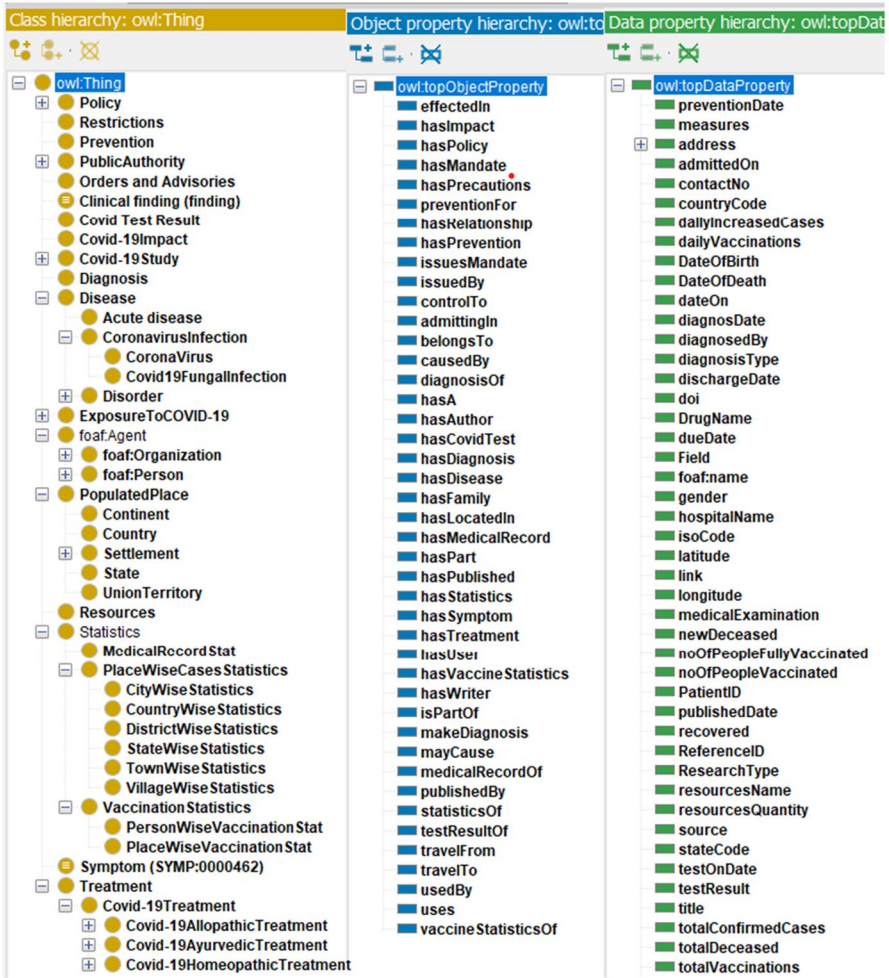 Class hierarchy: owl:Thing
owl:Thing
Policy
Restrictions
Prevention
PublicAuthority
Orders and Advisories
Clinical finding (finding)
Covid Test Result
Covid-19Impact
Covid-19Study
Diagnosis
Disease
Acute disease
CoronavirusInfection
CoronaVirus
Covid19FungalInfection
Disorder
ExposureToCOVID-19
foaf:Agent
foaf:Organization
foaf:Person
PopulatedPlace
Continent
Country
Settlement
State
UnionTerritory
Resources
Statistics
MedicalRecordStat
PlaceWiseCasesStatistics
CityWiseStatistics
CountryWiseStatistics
DistrictWiseStatistics
StateWiseStatistics
TownWiseStatistics
VillageWiseStatistics
VaccinationStatistics
PersonWiseVaccinationStat
PlaceWiseVaccinationStat
Symptom (SYMP:0000462)
Treatment
Covid-19Treatment
Covid-19AllopathicTreatment
Covid-19AyurvedicTreatment
Covid-19HomeopathicTreatment
Object property hierarchy: owl:to
owl:topObjectProperty
effectedIn
hasImpact
hasPolicy
hasMandate
hasPrecautions
preventionFor
hasRelationship
hasPrevention
issuesMandate
issuedBy
controlTo
admittingIn
belongsTo
causedBy
diagnosisOf
hasA
hasAuthor
hasCovidTest
hasDiagnosis
hasDisease
hasFamily
hasLocatedIn
hasMedicalRecord
hasPart
hasPublished
hasStatistics
hasSymptom
hasTreatment
hasUser
hasVaccineStatistics
hasWriter
isPartOf
makeDiagnosis
mayCause
medicalRecordOf
publishedBy
statisticsOf
testResultOf
travelFrom
travelTo
usedBy
uses
vaccineStatisticsOf
Data property hierarchy: owl:topDat
owl:topDataProperty
preventionDate
measures
address
admittedOn
contactNo
countryCode
dailyIncreasedCases
dailyVaccinations
DateOfBirth
DateOfDeath
dateOn
diagnosDate
diagnosedBy
diagnosisType
dischargeDate
doi
DrugName
dueDate
Field
foaf:name
gender
hospitalName
isoCode
latitude
link
longitude
medicalExamination
newDeceased
noOfPeopleFullyVaccinated
noOfPeopleVaccinated
PatientID
publishedDate
recovered
ReferenceID
ResearchType
resourcesName
resourcesQuantity
source
stateCode
testOnDate
testResult
title
totalConfirmedCases
totalDeceased
totalVaccinations